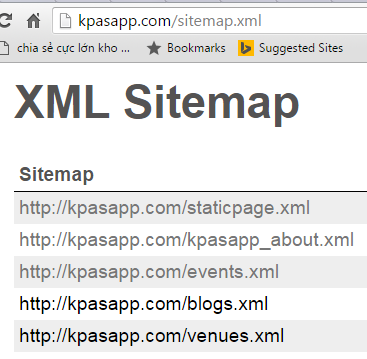 kpasapp.com/sitemap.xml
chia sẻ cực lớn kho ... Bookmarks Suggested Sites
XML Sitemap
Sitemap
http://kpasapp.com/staticpage.xml
http://kpasapp.com/kpasapp_about.xml
http://kpasapp.com/events.xml
http://kpasapp.com/blogs.xml
http://kpasapp.com/venues.xml